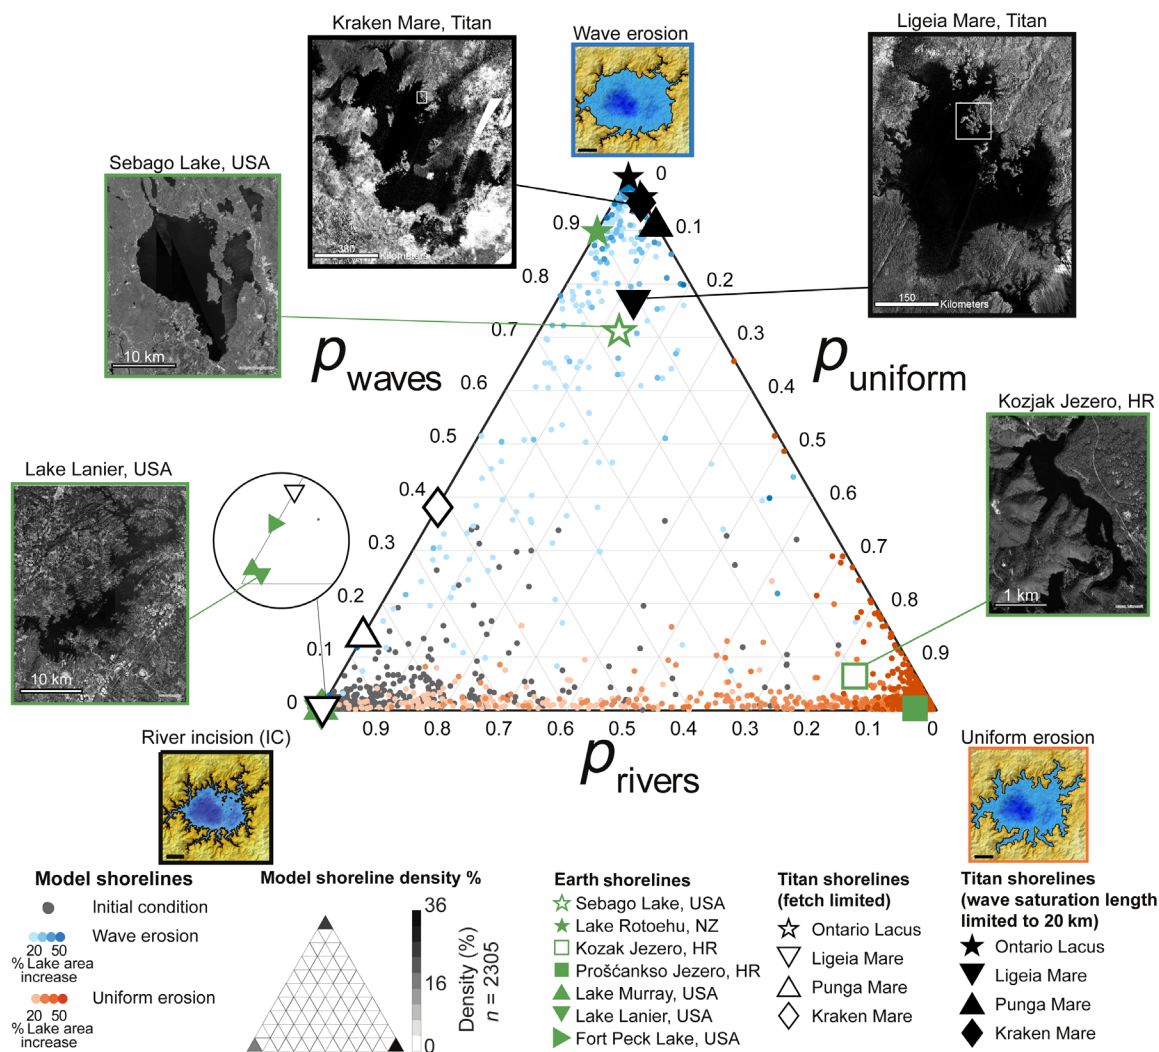 Kraken Mare, Titan
Ligeia Mare, Titan
Wave erosion
Sebago Lake, USA
380 Kilometers
150 Kilometers
10 km
0
0.9
0.1
0.8
0.2
0.7
0.3
p waves
p uniform
0.6
0.4
Kozjak Jezero, HR
0.5
0.5
Lake Lanier, USA
0.4
0.6
0.3
0.7
0.2
0.8
1 km
0.1
0.9
10 km
0
0.9
0.8
0.7
0.6
0.5
0.4
0.3
0.2
0.1
0
p rivers
River incision (IC)
Uniform erosion
Model shorelines
Initial condition
Wave erosion
20 50
% Lake area
increase
Uniform erosion
20 50
% Lake area
increase
Model shoreline density %
36
16
0
Density (%)
n = 2305
Earth shorelines
Sebago Lake, USA
Lake Rotoehu, NZ
Kozak Jezero, HR
Prošćankso Jezero, HR
Lake Murray, USA
Lake Lanier, USA
Fort Peck Lake, USA
Titan shorelines
(fetch limited)
Ontario Lacus
Ligeia Mare
Punga Mare
Kraken Mare
Titan shorelines
(wave saturation length
limited to 20 km)
Ontario Lacus
Ligeia Mare
Punga Mare
Kraken Mare